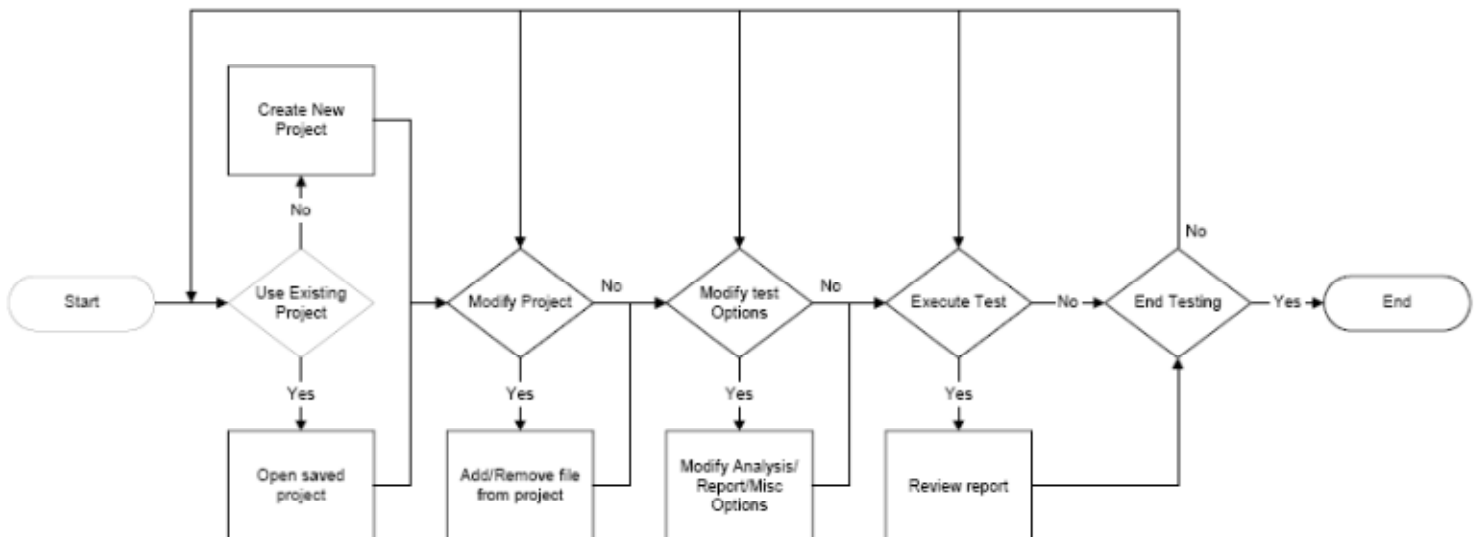 Create New
Project
No
Start
Use Existing
Project
Yes
Open saved
project
Modify Project
No
Yes
Add/Remove file
from project
Modify test
Options
No
Yes
Modify Analysis/
Report/Misc
Options
Execute Test
No
Yes
Review report
End Testing
No
Yes
End